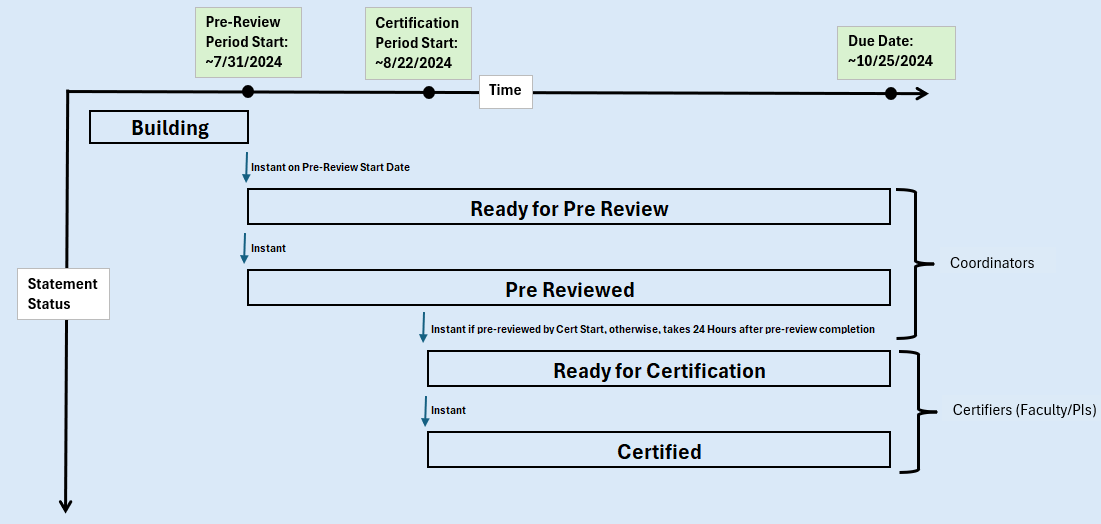 Pre-Review
Period Start:
~7/31/2024
Certification
Period Start:
~8/22/2024
Due Date:
~10/25/2024
Time
Building
Instant on Pre-Review Start Date
Ready for Pre Review
Instant
Coordinators
Statement
Status
Pre Reviewed
Instant if pre-reviewed by Cert Start, otherwise, takes 24 Hours after pre-review completion
Ready for Certification
Instant
Certifiers (Faculty/PIs)
Certified